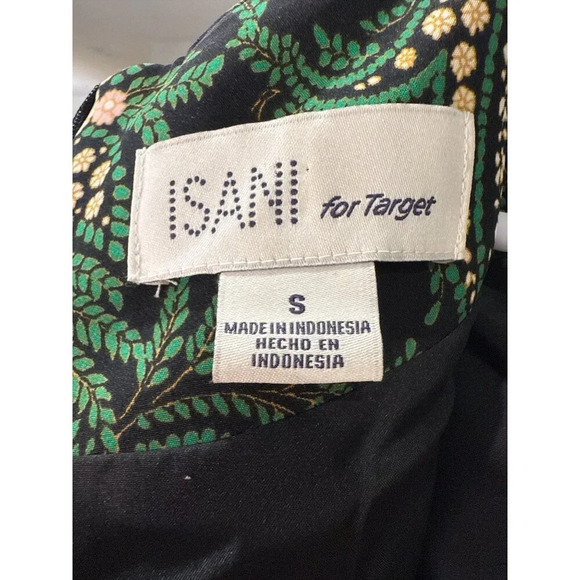 ISANI for Target
S
MADE IN INDONESIA
HECHO EN
INDONESIA